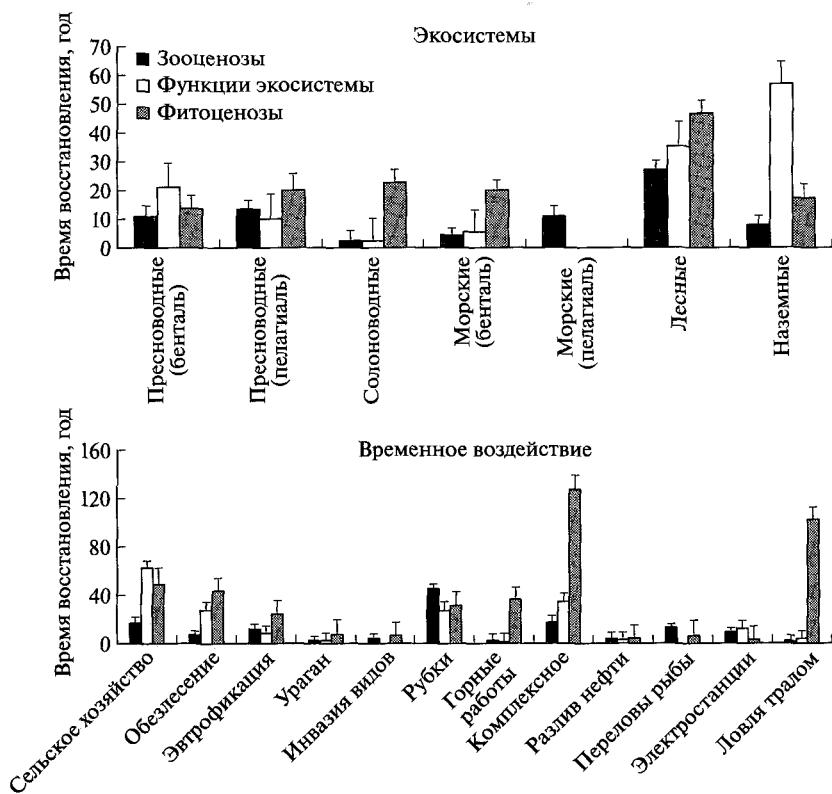 Экосистемы
Время восстановления, год
70
60
50
40
30
20
10
0
Зооценозы
Функции экосистемы
Фитоценозы
Пресноводные
(бенталь)
Пресноводные
(пелагиаль)
Солоноводные
Морские
(бенталь)
Морские
(пелагиаль)
Лесные
Наземные
Временное воздействие
Время восстановления, год
160
120
80
40
0
Сельское хозяйство
Обезлесение
Эвтрофикация
Ураган
Инвазия видов
Рубки
Горные
работы
Комплексное
Разлив нефти
Переловы рыбы
Электростанции
Ловля тралом